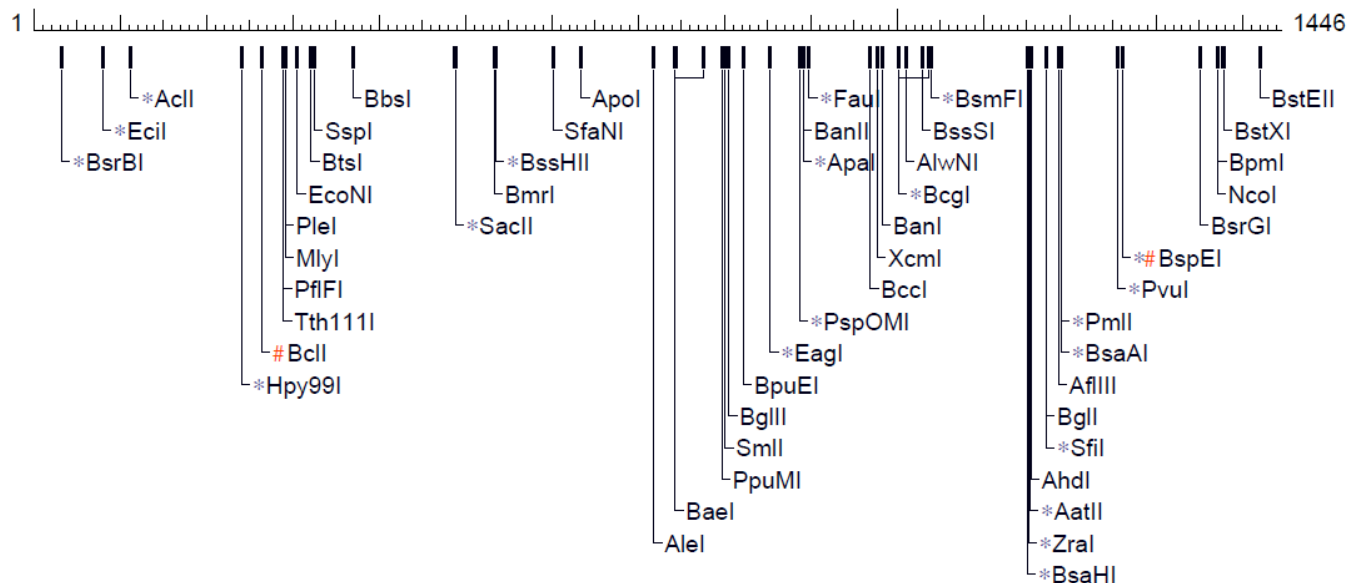 1 1446
*AclI BbsI ApoI *FauI *BsmFI BstEII
*EciI SspI SfaNI BanII BssSI BstXI
*BsrBI BtsI *BssHII *ApaI AlwNI BpmI
EcoNI BmrI *BcgI NcoI
PleI *SacII BanI BsrGI
MlyI XcmI *#BspEI
PflFI BccI *PvuI
Tth111I *PspOMI *PmlI
#BclI *EagI *BsaAI
*Hpy99I BpuEI AflIII
BglII BglI
SmlI *SfiI
PpuMI AhdI
BaeI *AatII
AleI *ZraI
*BsaHI